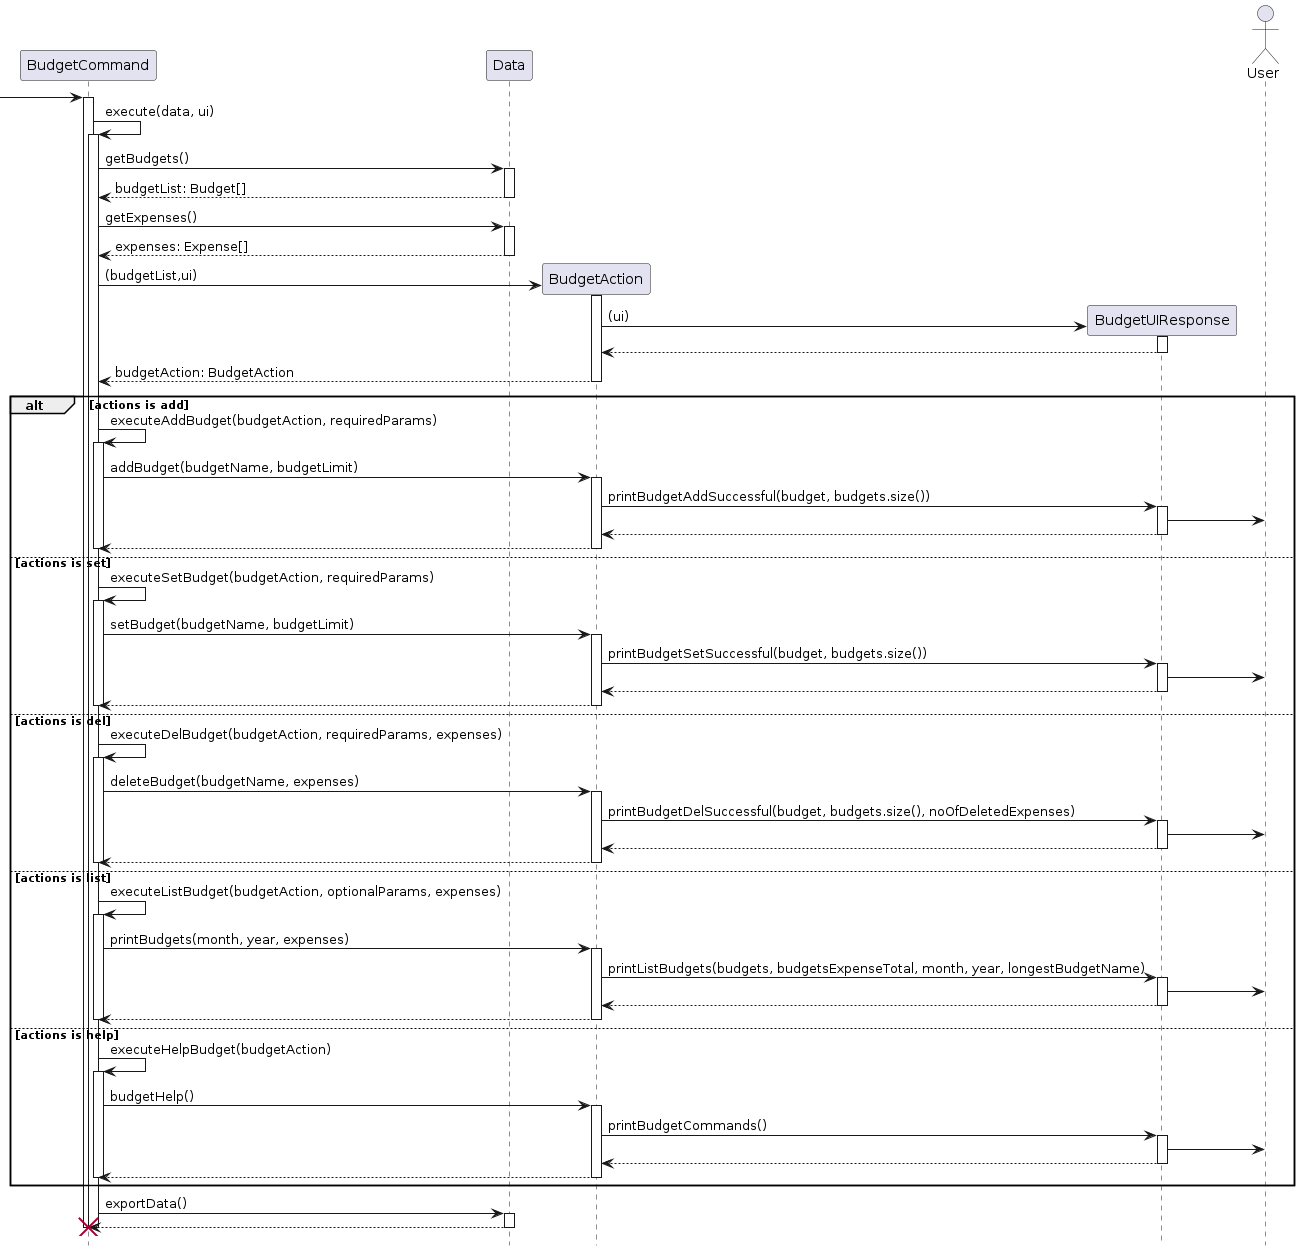 User
BudgetCommand
Data
execute(data, ui)
getBudgets()
budgetList: Budget[]
getExpenses()
expenses: Expense[]
(budgetList,ui)
BudgetAction
(ui)
BudgetUIResponse
budgetAction: BudgetAction
alt
[actions is add]
executeAddBudget(budgetAction, requiredParams)
addBudget(budgetName, budgetLimit)
printBudgetAddSuccessful(budget, budgets.size())
[actions is set]
executeSetBudget(budgetAction, requiredParams)
setBudget(budgetName, budgetLimit)
printBudgetSetSuccessful(budget, budgets.size())
[actions is del]
executeDelBudget(budgetAction, requiredParams, expenses)
deleteBudget(budgetName, expenses)
printBudgetDelSuccessful(budget, budgets.size(), noOfDeletedExpenses)
[actions is list]
executeListBudget(budgetAction, optionalParams, expenses)
printBudgets(month, year, expenses)
printListBudgets(budgets, budgetsExpenseTotal, month, year, longestBudgetName)
[actions is help]
executeHelpBudget(budgetAction)
budgetHelp()
printBudgetCommands()
exportData()